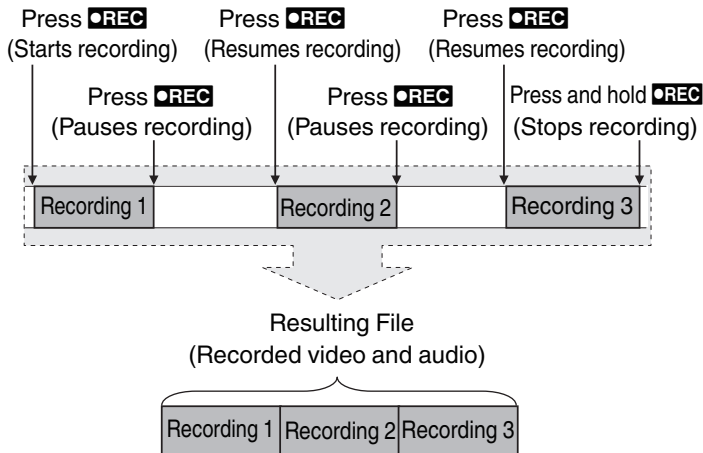 Press ●REC
(Starts recording)
Press ●REC
(Resumes recording)
Press ●REC
(Resumes recording)
Press ●REC
(Pauses recording)
Press ●REC
(Pauses recording)
Press and hold ●REC
(Stops recording)
Recording 1
Recording 2
Recording 3
Resulting File
(Recorded video and audio)
Recording 1
Recording 2
Recording 3